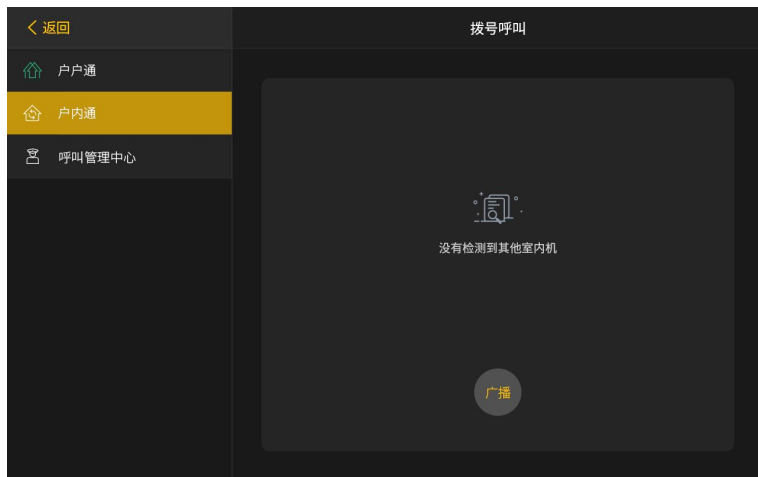 返回
拨号呼叫
户户通
户内通
呼叫管理中心
没有检测到其他室内机
广播